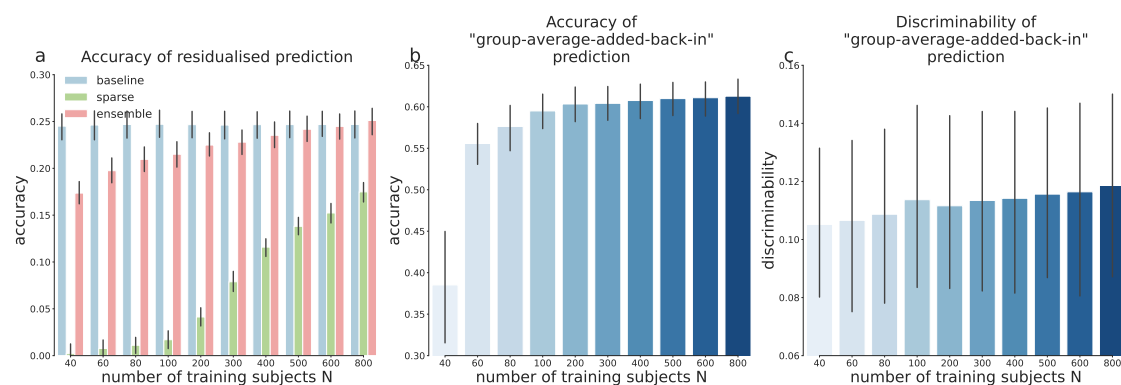 a
Accuracy of residualised prediction
baseline
sparse
ensemble
0.30
0.25
0.20
0.15
0.10
0.05
0.00
accuracy
40 60 80 100 200 300 400 500 600 800
number of training subjects N
b
Accuracy of
"group-average-added-back-in"
prediction
0.65
0.60
0.55
0.50
0.45
0.40
0.35
0.30
accuracy
40 60 80 100 200 300 400 500 600 800
number of training subjects N
c
Discriminability of
"group-average-added-back-in"
prediction
0.16
0.14
0.12
0.10
0.08
0.06
discriminability
40 60 80 100 200 300 400 500 600 800
number of training subjects N